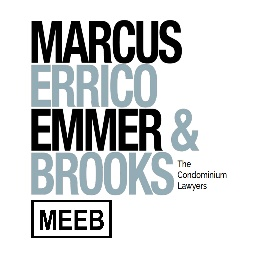 MARCUS
ERRICO
EMMER &
BROOKS
The
Condominium
Lawyers
MEEB